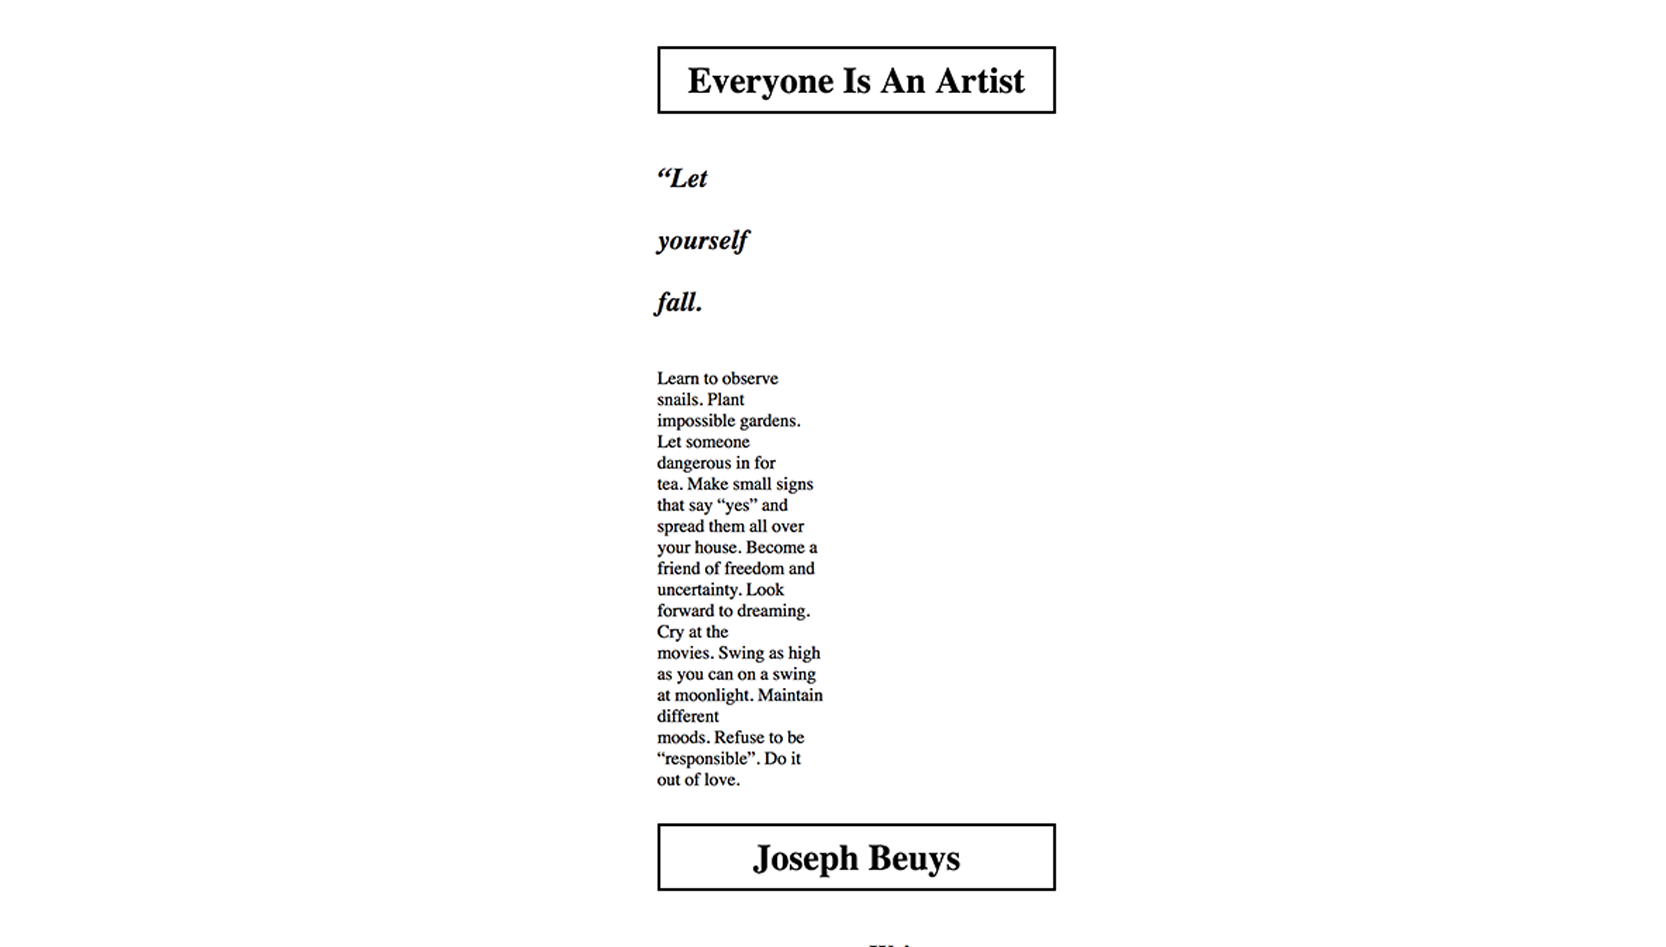 Everyone Is An Artist
“Let
yourself
fall.
Learn to observe
snails. Plant
impossible gardens.
Let someone
dangerous in for
tea. Make small signs
that say “yes” and
spread them all over
your house. Become a
friend of freedom and
uncertainty. Look
forward to dreaming.
Cry at the
movies. Swing as high
as you can on a swing
at moonlight. Maintain
different
moods. Refuse to be
“responsible”. Do it
out of love.
Joseph Beuys